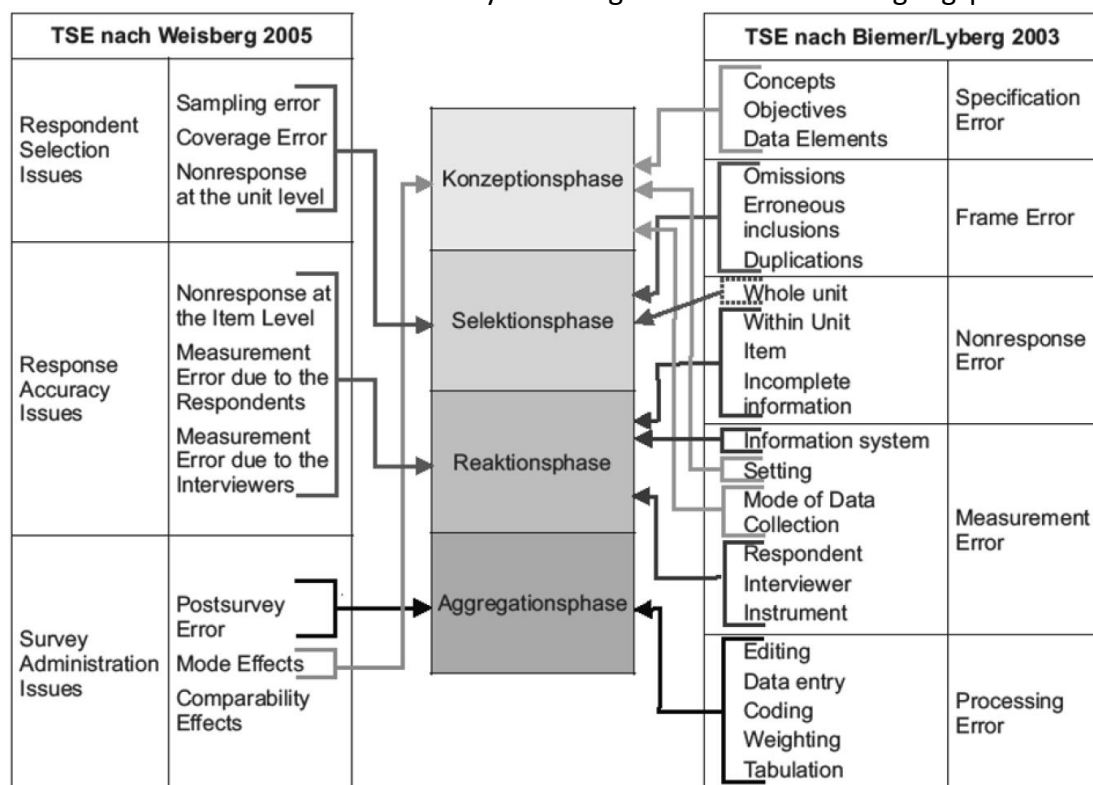 TSE nach Weisberg 2005
Respondent
Selection
Issues
Sampling error
Coverage Error
Nonresponse
at the unit level
Response
Accuracy
Issues
Nonresponse at
the Item Level
Measurement
Error due to the
Respondents
Measurement
Error due to the
Interviewers
Survey
Administration
Issues
Postsurvey
Error
Mode Effects
Comparability
Effects
Konzeptionsphase
Selektionsphase
Reaktionsphase
Aggregationsphase
TSE nach Biemer/Lyberg 2003
Concepts
Objectives
Data Elements
Specification
Error
Omissions
Erroneous
inclusions
Duplications
Frame Error
Whole unit
Within Unit
Item
Incomplete
information
Nonresponse
Error
Information system
Setting
Mode of Data
Collection
Respondent
Interviewer
Instrument
Measurement
Error
Editing
Data entry
Coding
Weighting
Tabulation
Processing
Error